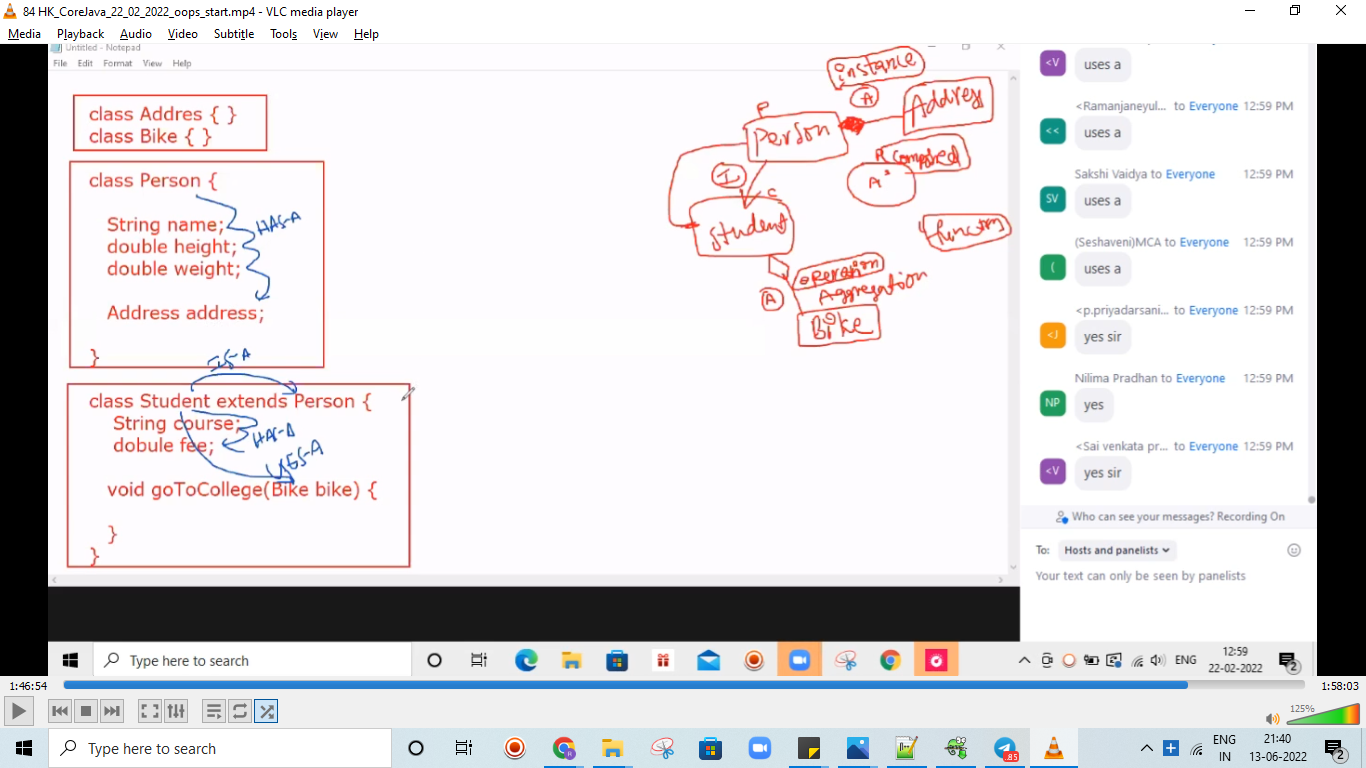 84 HK_CoreJava_22_02_2022_oops_start.mp4 - VLC media player
Media Playback Audio Video Subtitle Tools View Help
Untitled - Notepad
File Edit Format View Help
class Addres { }
class Bike { }
class Person {
String name;
double height;
double weight;
HAS-A
Address address;
}
IS-A
class Student extends Person {
String course;
dobule fee;
HAS-A
USES-A
void goToCollege(Bike bike) {
}
}
instance
A
Address
P
Person
Composed
A
I
C
Student
operation
Aggregation
A
Bike
<V
uses a
<Ramanjaneyul... to Everyone 12:59 PM
<<
uses a
Sakshi Vaidya to Everyone 12:59 PM
SV
uses a
(Seshaveni)MCA to Everyone 12:59 PM
(
uses a
<p.priyadarsani... to Everyone 12:59 PM
<J
yes sir
Nilima Pradhan to Everyone 12:59 PM
NP
yes
<Sai venkata pr... to Everyone 12:59 PM
<V
yes sir
Who can see your messages? Recording On
To: Hosts and panelists
Your text can only be seen by panelists
Type here to search
ENG
12:59
22-02-2022
2
1:46:54
1:58:03
125%
Type here to search
.85
ENG
IN
21:40
13-06-2022
2